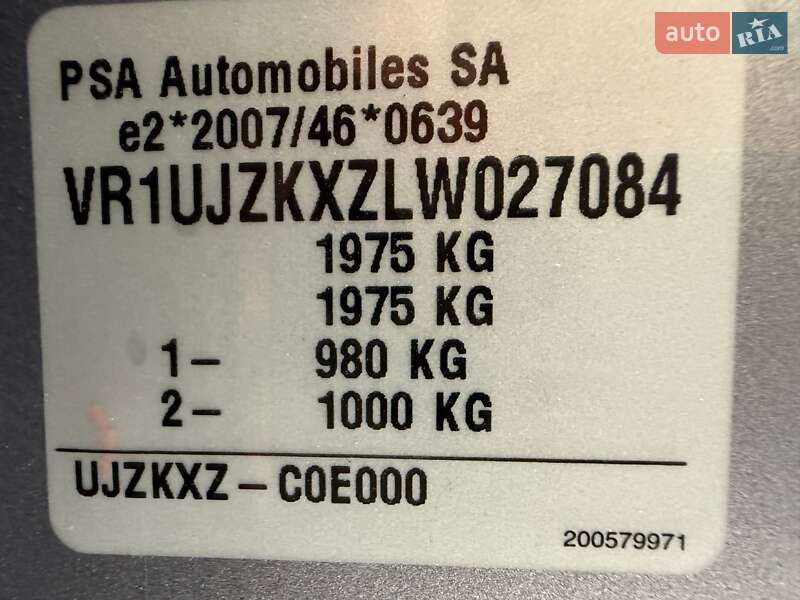 auto RIA .com
PSA Automobiles SA
e2*2007/46*0639
VR1UJZKXZLW027084
1975 KG
1975 KG
1- 980 KG
2- 1000 KG
UJZKXZ-C0E000
200579971